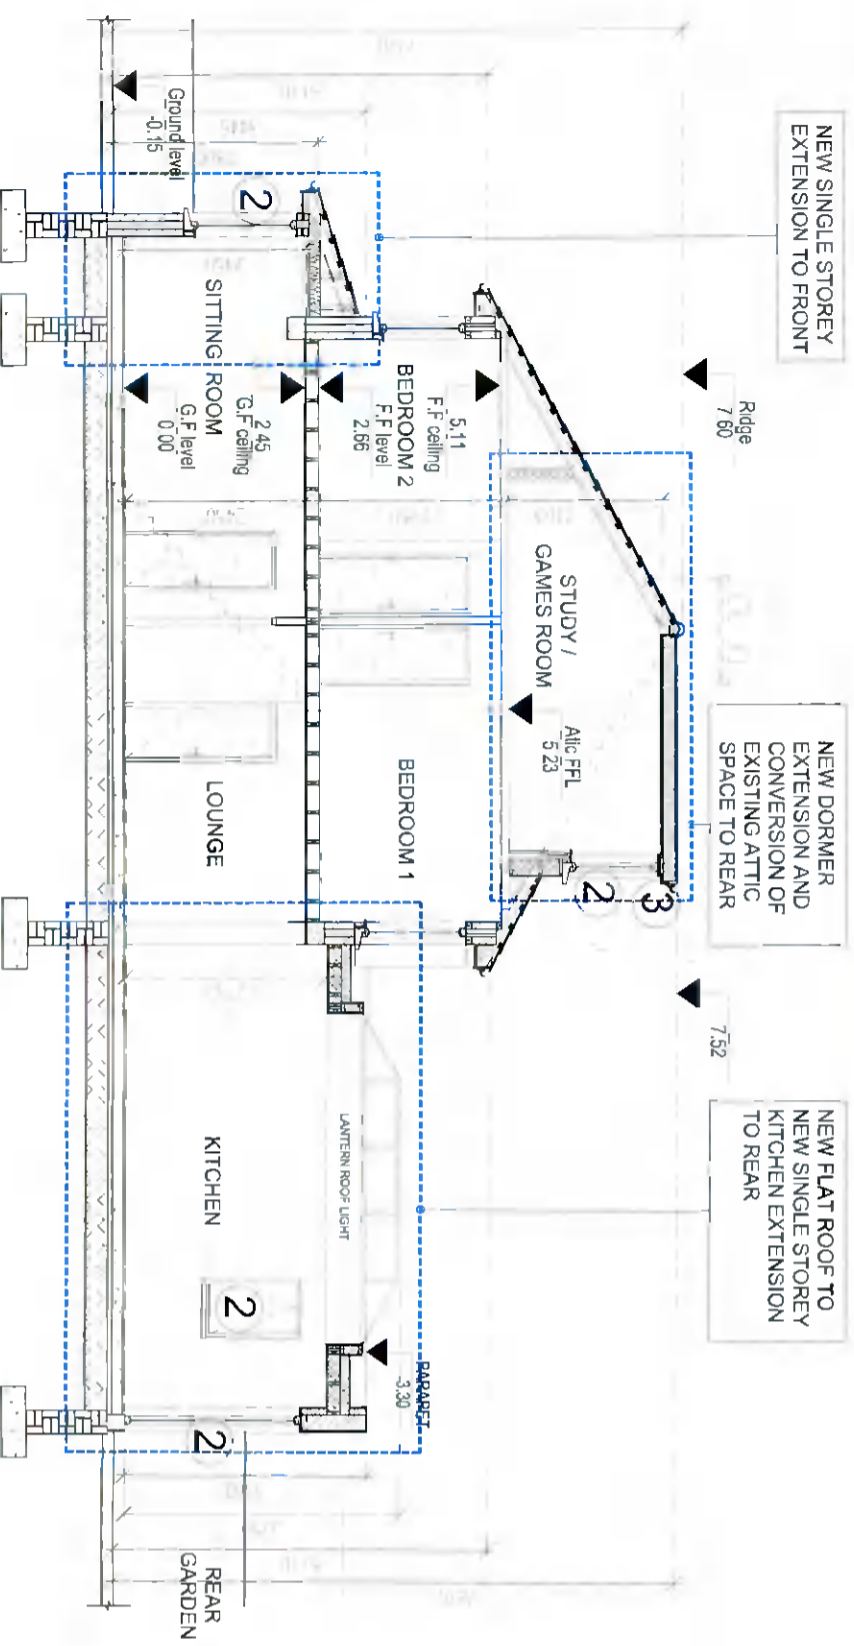 NEW SINGLE STOREY
EXTENSION TO FRONT
NEW DORMER
EXTENSION AND
CONVERSION OF
EXISTING ATTIC
SPACE TO REAR
NEW FLAT ROOF TO
NEW SINGLE STOREY
KITCHEN EXTENSION
TO REAR
Ridge
7.60
7.52
STUDY /
GAMES ROOM
Atic FFL
5.23
3
2
5.11
F.F ceiling
BEDROOM 2
F.F level
2.66
BEDROOM 1
PARAPET
3.30
LANTERN ROOF LIGHT
2
2.45
G.F ceiling
SITTING ROOM
G.F level
0.00
LOUNGE
KITCHEN
2
2
Ground level
-0.15
REAR
GARDEN